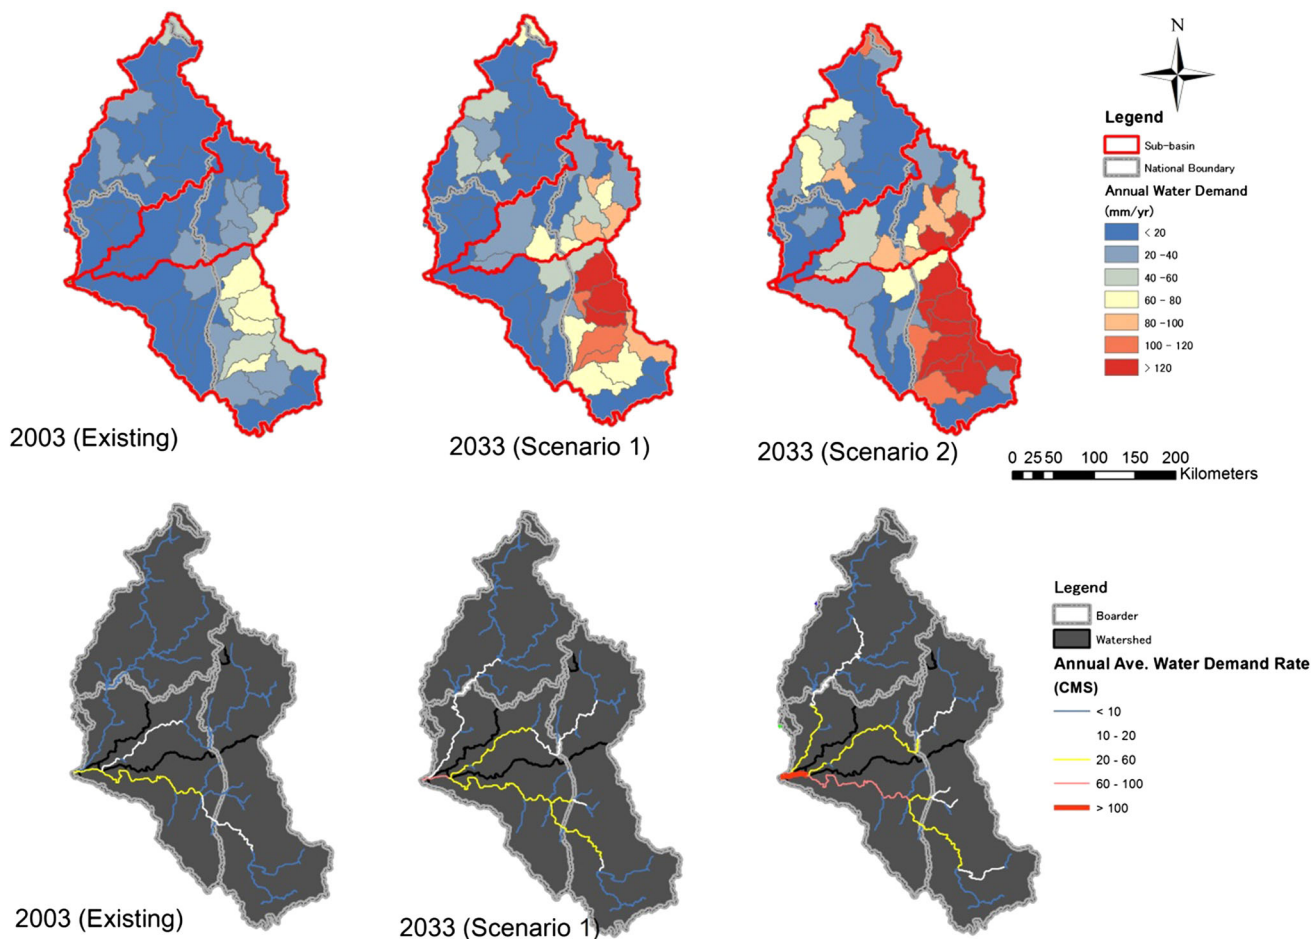 N
Legend
Sub-basin
National Boundary
Annual Water Demand
(mm/yr)
< 20
20 -40
40 -60
60 - 80
80 -100
100 - 120
> 120
2003 (Existing)
2033 (Scenario 1)
2033 (Scenario 2)
0 25 50 100 150 200
Kilometers
Legend
Boarder
Watershed
Annual Ave. Water Demand Rate
(CMS)
< 10
10 - 20
20 - 60
60 - 100
> 100
2003 (Existing)
2033 (Scenario 1)